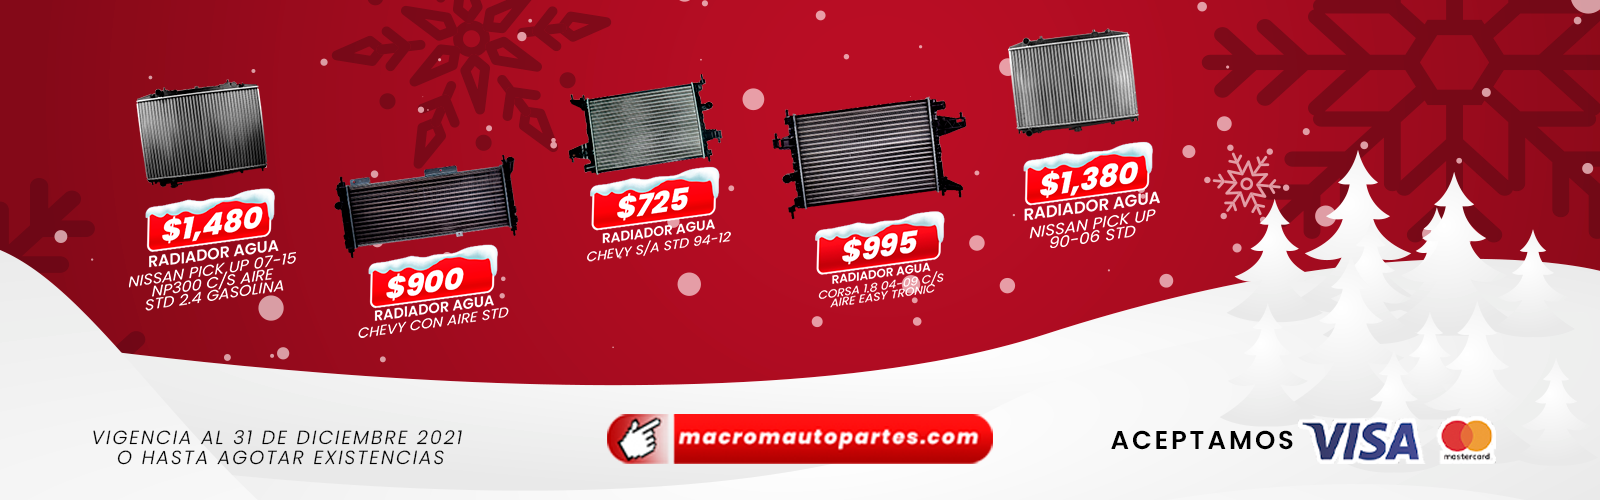 $1,480
RADIADOR AGUA
NISSAN PICK UP 07-15
NP300 C/S AIRE
STD 2.4 GASOLINA
$900
RADIADOR AGUA
CHEVY CON AIRE STD
$725
RADIADOR AGUA
CHEVY S/A STD 94-12
$995
RADIADOR AGUA
CORSA 1.8 04-09 C/S
AIRE EASY TRONIC
$1,380
RADIADOR AGUA
NISSAN PICK UP
90-06 STD
VIGENCIA AL 31 DE DICIEMBRE 2021
O HASTA AGOTAR EXISTENCIAS
macromautopartes.com
ACEPTAMOS VISA
mastercard